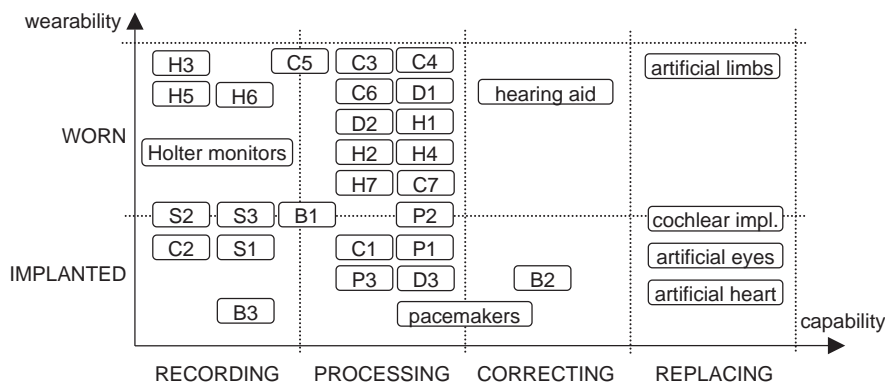 wearability
H3 C5 C3 C4 artificial limbs
H5 H6 C6 D1 hearing aid
WORN D2 H1
Holter monitors H2 H4
H7 C7
S2 S3 B1 P2 cochlear impl.
C2 S1 C1 P1 artificial eyes
IMPLANTED P3 D3 B2 artificial heart
B3 pacemakers
capability
RECORDING PROCESSING CORRECTING REPLACING